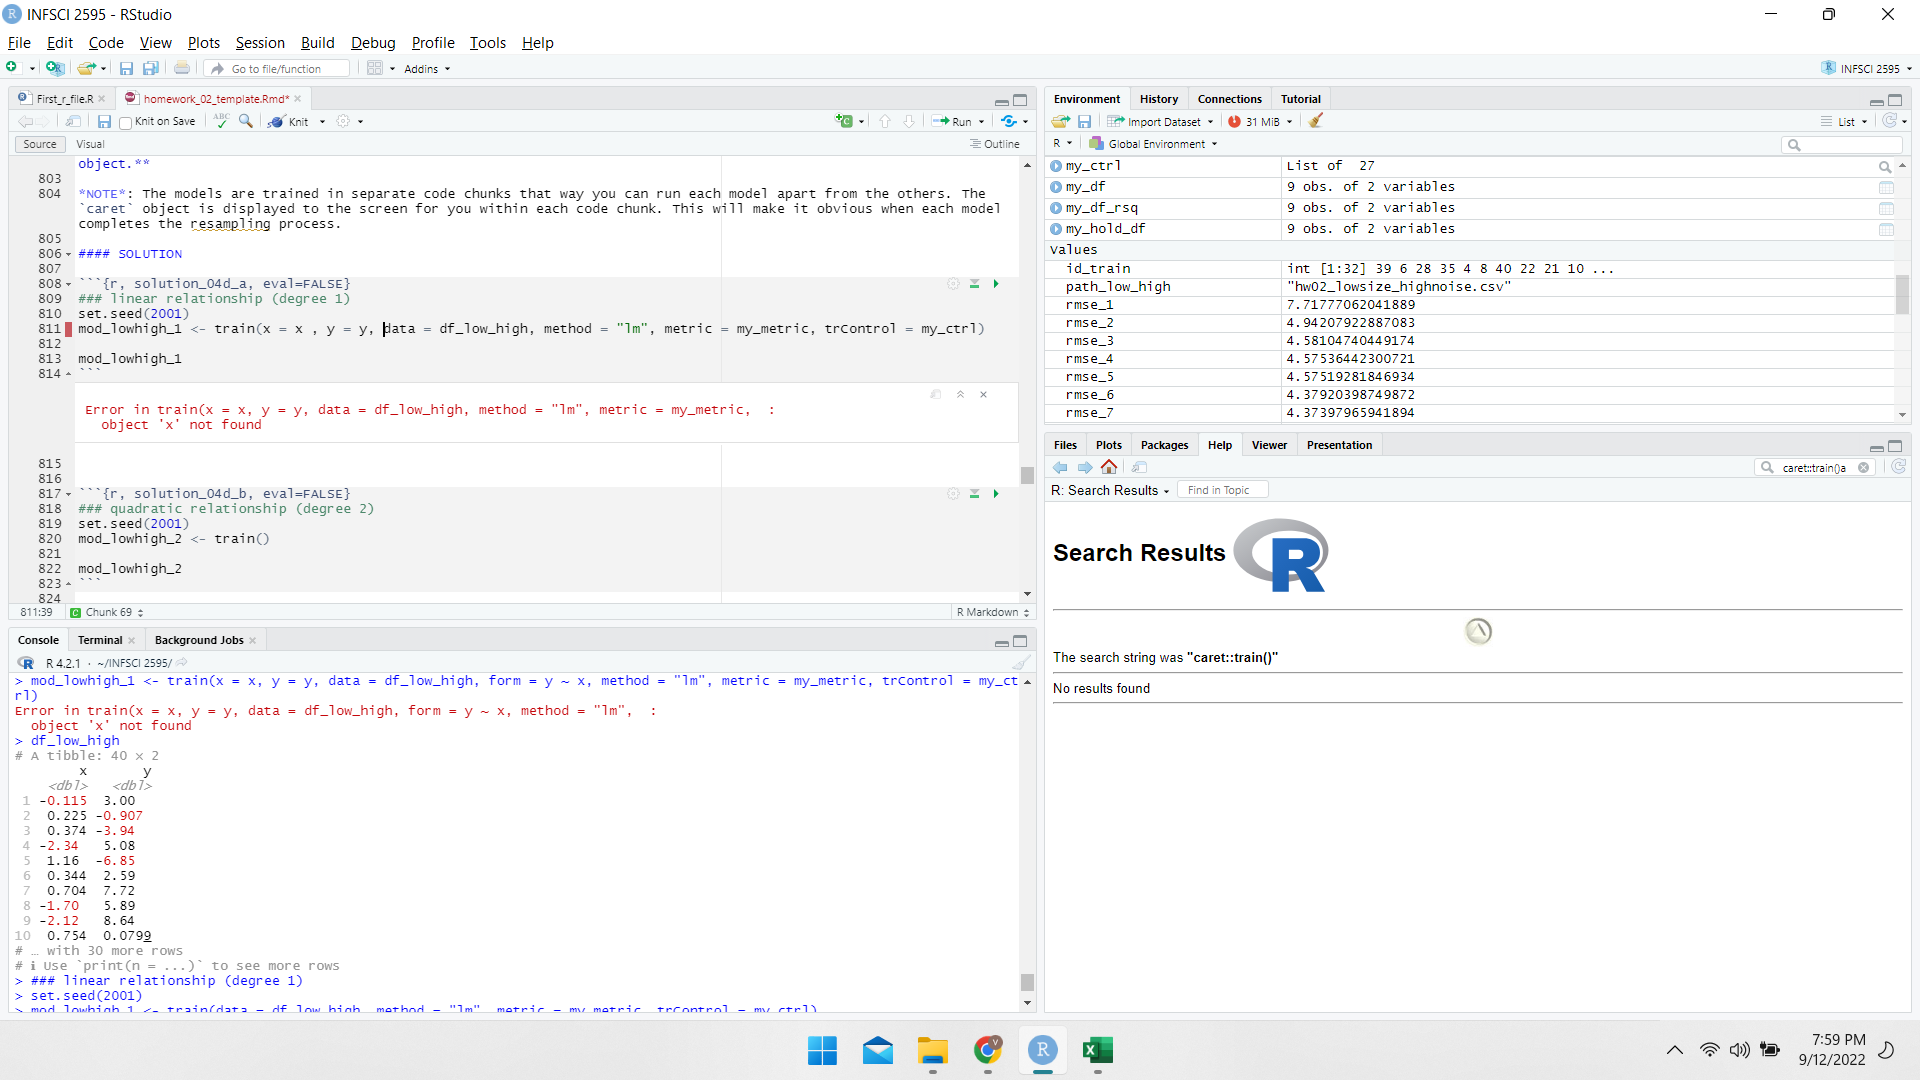 INFSCI 2595 - RStudio
File Edit Code View Plots Session Build Debug Profile Tools Help
Go to file/function Addins INFSCI 2595
First_r_file.R homework_02_template.Rmd*
Knit on Save ABC Knit Run
Source Visual Outline
object.**
803
804 *NOTE*: The models are trained in separate code chunks that way you can run each model apart from the others. The
`caret` object is displayed to the screen for you within each code chunk. This will make it obvious when each model
completes the resampling process.
805
806 #### SOLUTION
807
808 ```{r, solution_04d_a, eval=FALSE}
809 ### linear relationship (degree 1)
810 set.seed(2001)
811 mod_lowhigh_1 <- train(x = x , y = y, data = df_low_high, method = "lm", metric = my_metric, trControl = my_ctrl)
812
813 mod_lowhigh_1
814 ```
Error in train(x = x, y = y, data = df_low_high, method = "lm", metric = my_metric,  :
object 'x' not found
815
816
817 ```{r, solution_04d_b, eval=FALSE}
818 ### quadratic relationship (degree 2)
819 set.seed(2001)
820 mod_lowhigh_2 <- train()
821
822 mod_lowhigh_2
823 ```
824
811:39 C Chunk 69 R Markdown
Console Terminal Background Jobs
R 4.2.1 · ~/INFSCI 2595/
> mod_lowhigh_1 <- train(x = x, y = y, data = df_low_high, form = y ~ x, method = "lm", metric = my_metric, trControl = my_ct
rl)
Error in train(x = x, y = y, data = df_low_high, form = y ~ x, method = "lm",  :
object 'x' not found
> df_low_high
# A tibble: 40 × 2
x y
<dbl> <dbl>
1 -0.115 3.00
2 0.225 -0.907
3 0.374 -3.94
4 -2.34 5.08
5 1.16 -6.85
6 0.344 2.59
7 0.704 7.72
8 -1.70 5.89
9 -2.12 8.64
10 0.754 0.0799
# … with 30 more rows
# ℹ Use `print(n = ...)` to see more rows
> ### linear relationship (degree 1)
> set.seed(2001)
> mod_lowhigh_1 <- train(data = df_low_high, method = "lm", metric = my_metric, trControl = my_ctrl)
Environment History Connections Tutorial
Import Dataset 31 MiB List
R Global Environment
my_ctrl List of 27
my_df 9 obs. of 2 variables
my_df_rsq 9 obs. of 2 variables
my_hold_df 9 obs. of 2 variables
Values
id_train int [1:32] 39 6 28 35 4 8 40 22 21 10 ...
path_low_high "hw02_lowsize_highnoise.csv"
rmse_1 7.71777062041889
rmse_2 4.94207922887083
rmse_3 4.58104740449174
rmse_4 4.57536442300721
rmse_5 4.57519281846934
rmse_6 4.37920398749872
rmse_7 4.37397965941894
Files Plots Packages Help Viewer Presentation
caret::train()a
R: Search Results Find in Topic
Search Results R
The search string was "caret::train()"
No results found
7:59 PM
9/12/2022